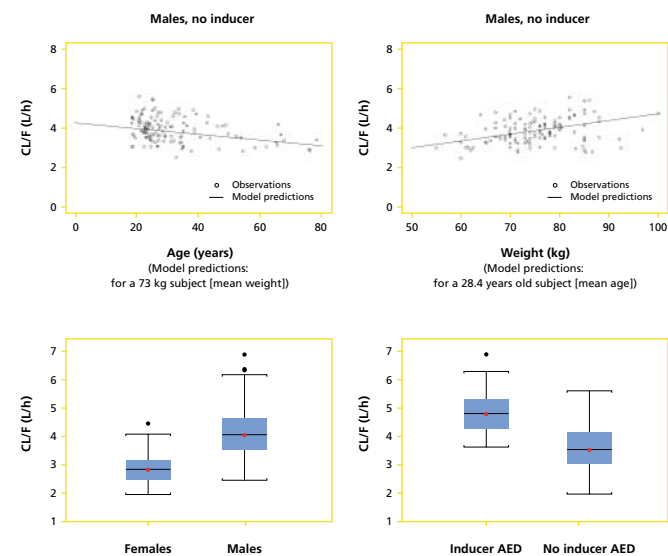 Males, no inducer
8
6
4
2
0
CL/F (L/h)
Observations
Model predictions
0 20 40 60 80
Age (years)
(Model predictions:
for a 73 kg subject [mean weight])
Males, no inducer
8
6
4
2
0
CL/F (L/h)
Observations
Model predictions
50 60 70 80 90 100
Weight (kg)
(Model predictions:
for a 28.4 years old subject [mean age])
7
6
5
4
3
2
1
CL/F (L/h)
Females Males
7
6
5
4
3
2
1
CL/F (L/h)
Inducer AED No inducer AED